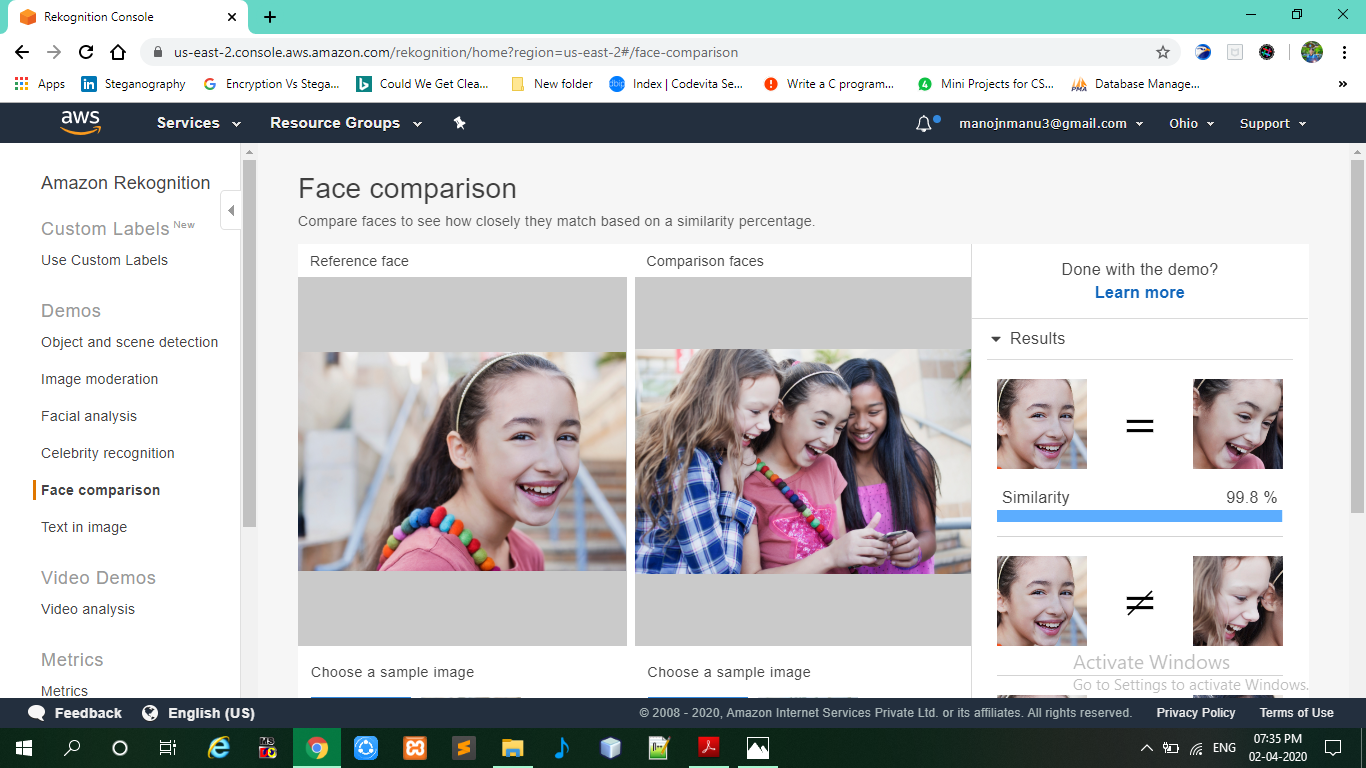 Rekognition Console
us-east-2.console.aws.amazon.com/rekognition/home?region=us-east-2#/face-comparison
Apps
Steganography
Encryption Vs Stega...
Could We Get Clea...
New folder
Index | Codevita Se...
Write a C program...
Mini Projects for CS...
Database Manage...
aws
Services
Resource Groups
manojnmanu3@gmail.com
Ohio
Support
Amazon Rekognition
Custom Labels New
Use Custom Labels
Demos
Object and scene detection
Image moderation
Facial analysis
Celebrity recognition
Face comparison
Text in image
Video Demos
Video analysis
Metrics
Metrics
Face comparison
Compare faces to see how closely they match based on a similarity percentage.
Reference face
Comparison faces
Choose a sample image
Choose a sample image
Done with the demo?
Learn more
Results
=
Similarity 99.8 %
≠
Activate Windows
Go to Settings to activate Windows.
Feedback
English (US)
© 2008 - 2020, Amazon Internet Services Private Ltd. or its affiliates. All rights reserved.
Privacy Policy
Terms of Use
ENG
07:35 PM
02-04-2020